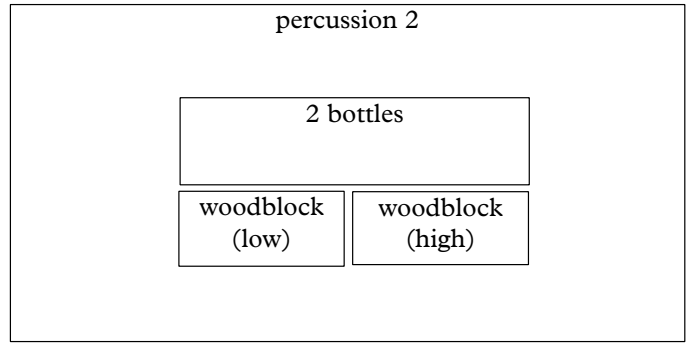 percussion 2
2 bottles
woodblock
(low)
woodblock
(high)